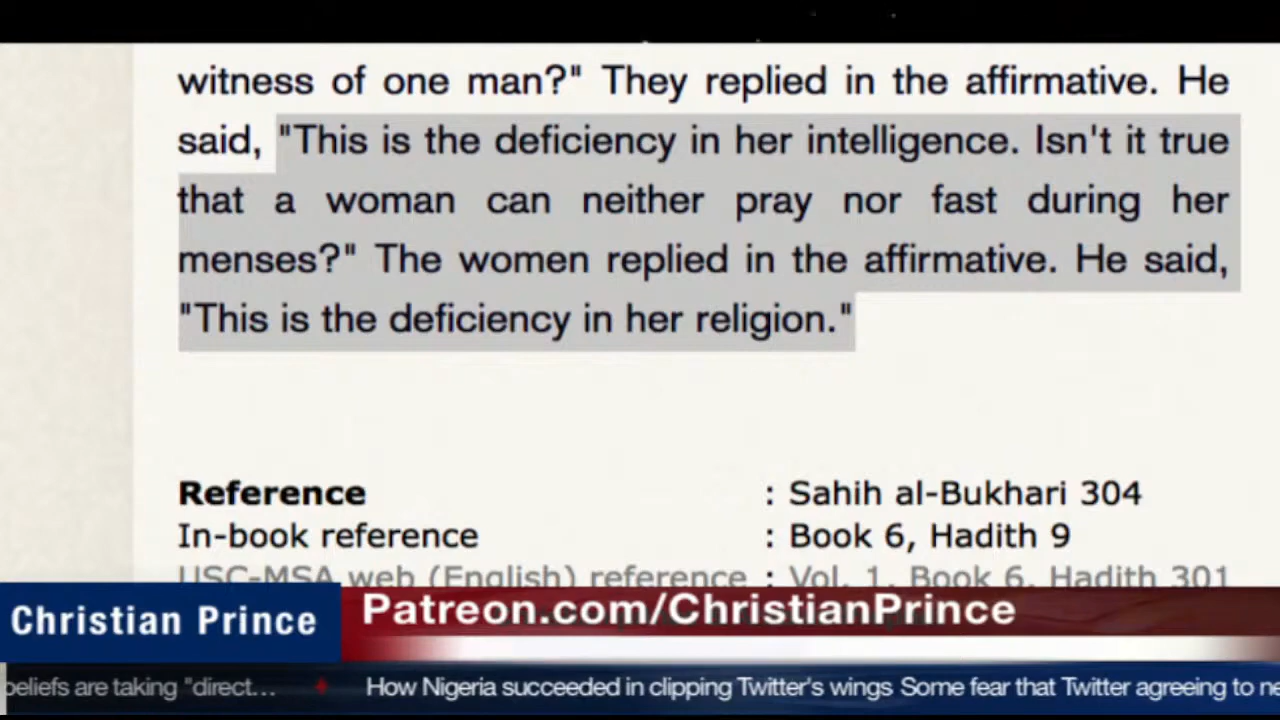 witness of one man?" They replied in the affirmative. He
said, "This is the deficiency in her intelligence. Isn't it true
that a woman can neither pray nor fast during her
menses?" The women replied in the affirmative. He said,
"This is the deficiency in her religion."
Reference : Sahih al-Bukhari 304
In-book reference : Book 6, Hadith 9
USC-MSA web (English) reference : Vol. 1, Book 6, Hadith 301
Christian Prince
Patreon.com/ChristianPrince
beliefs are taking "direct... How Nigeria succeeded in clipping Twitter's wings Some fear that Twitter agreeing to ne